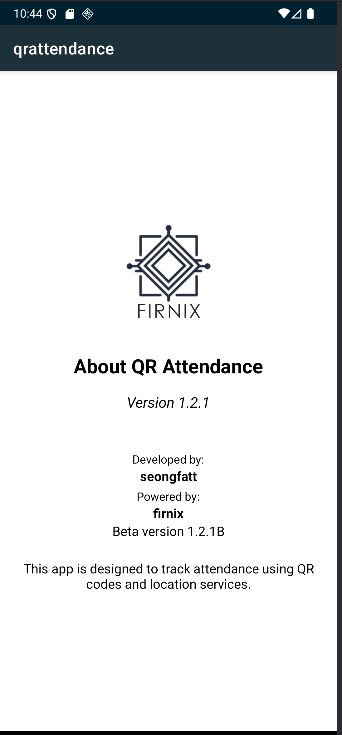 10:44
qrattendance
FIRNIX
About QR Attendance
Version 1.2.1
Developed by:
seongfatt
Powered by:
firnix
Beta version 1.2.1B
This app is designed to track attendance using QR
codes and location services.